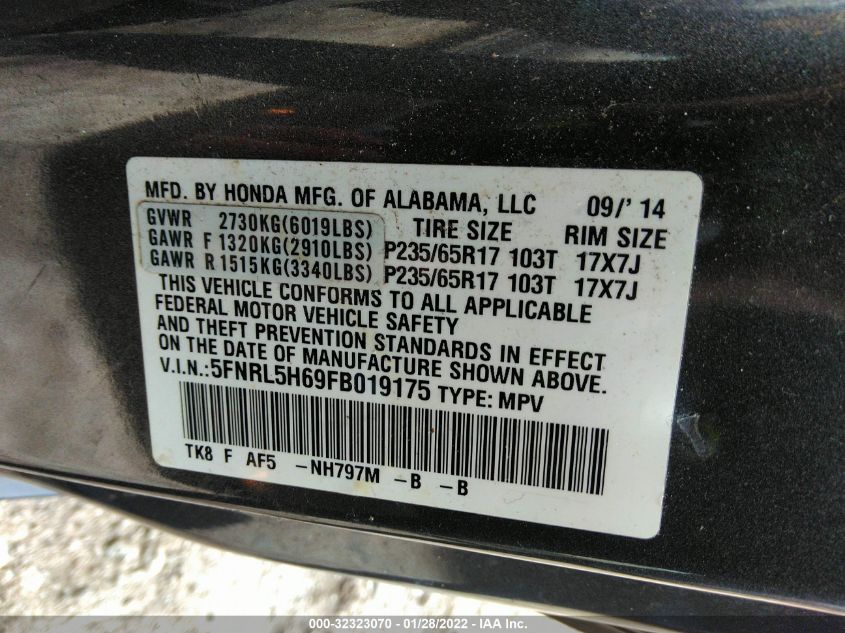 MFD. BY HONDA MFG. OF ALABAMA, LLC 09/' 14
GVWR 2730KG(6019LBS) TIRE SIZE RIM SIZE
GAWR F 1320KG(2910LBS) P235/65R17 103T 17X7J
GAWR R 1515KG(3340LBS) P235/65R17 103T 17X7J
THIS VEHICLE CONFORMS TO ALL APPLICABLE
FEDERAL MOTOR VEHICLE SAFETY
AND THEFT PREVENTION STANDARDS IN EFFECT
ON THE DATE OF MANUFACTURE SHOWN ABOVE.
V.I.N.:5FNRL5H69FB019175 TYPE: MPV
TK8 F AF5 -NH797M -B -B
000-32323070 - 01/28/2022 - IAA Inc.